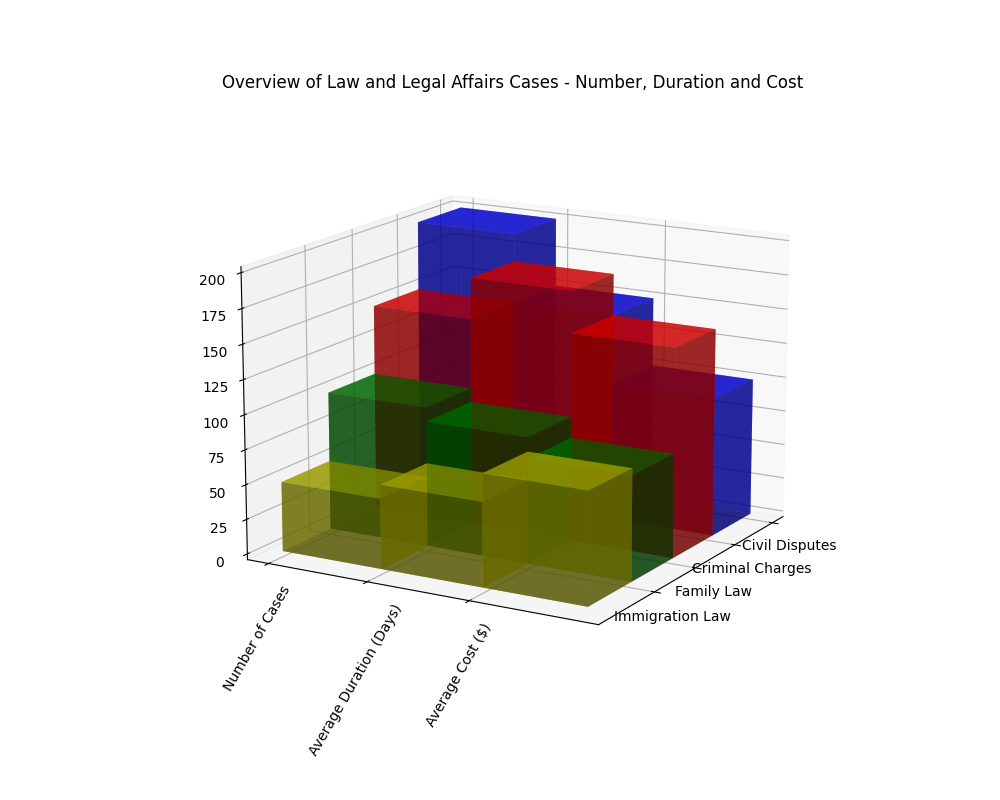 Overview of Law and Legal Affairs Cases - Number, Duration and Cost
200
175
150
125
100
75
50
25
0
Civil Disputes
Criminal Charges
Family Law
Immigration Law
Number of Cases
Average Duration (Days)
Average Cost ($)